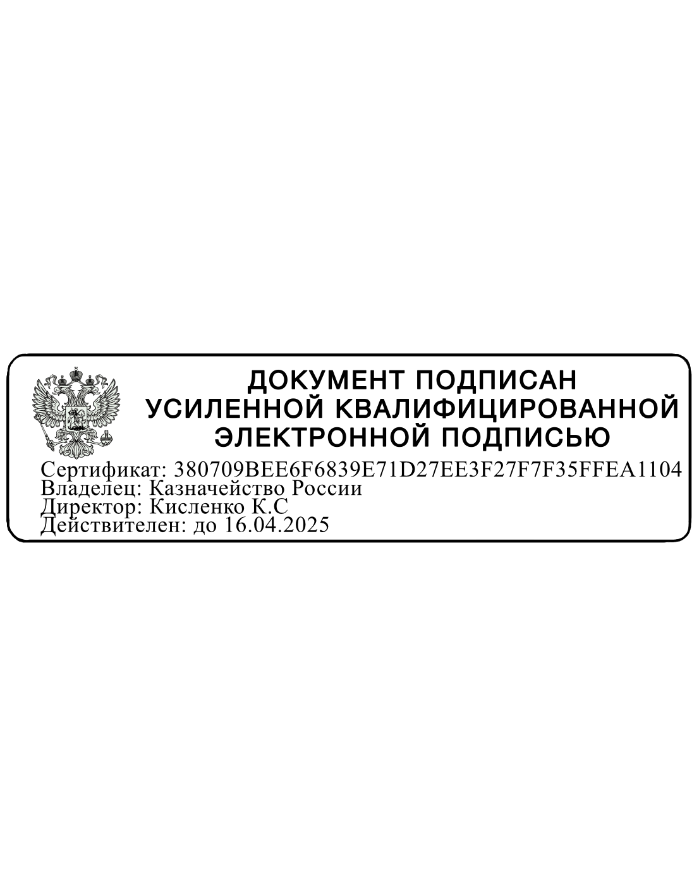 ДОКУМЕНТ ПОДПИСАН
УСИЛЕННОЙ КВАЛИФИЦИРОВАННОЙ
ЭЛЕКТРОННОЙ ПОДПИСЬЮ
Сертификат: 380709BEE6F6839E71D27EE3F27F7F35FFEA1104
Владелец: Казначейство России
Директор: Кисленко К.С
Действителен: до 16.04.2025